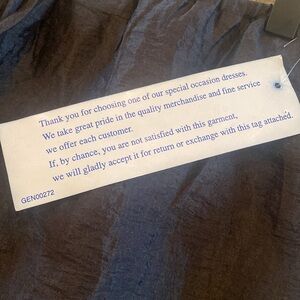 Thank you for choosing one of our special occasion dresses.
We take great pride in the quality merchandise and fine service
we offer each customer.
If, by chance, you are not satisfied with this garment,
we will gladly accept it for return or exchange with this tag attached.
GEN00272